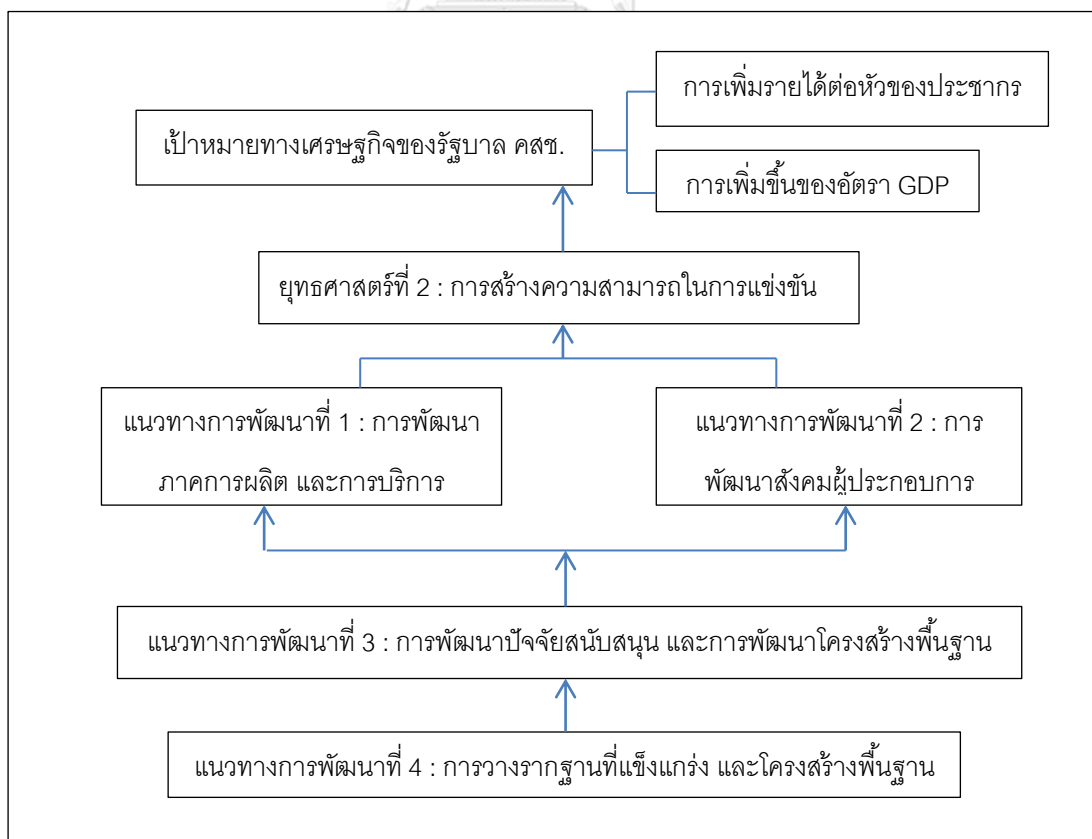 การเพิ่มรายได้ต่อหัวของประชากร
เป้าหมายทางเศรษฐกิจของรัฐบาล คสช.
การเพิ่มขึ้นของอัตรา GDP
ยุทธศาสตร์ที่ 2 : การสร้างความสามารถในการแข่งขัน
แนวทางการพัฒนาที่ 1 : การพัฒนา
ภาคการผลิต และการบริการ
แนวทางการพัฒนาที่ 2 : การ
พัฒนาสังคมผู้ประกอบการ
แนวทางการพัฒนาที่ 3 : การพัฒนาปัจจัยสนับสนุน และการพัฒนาโครงสร้างพื้นฐาน
แนวทางการพัฒนาที่ 4 : การวางรากฐานที่แข็งแกร่ง และโครงสร้างพื้นฐาน